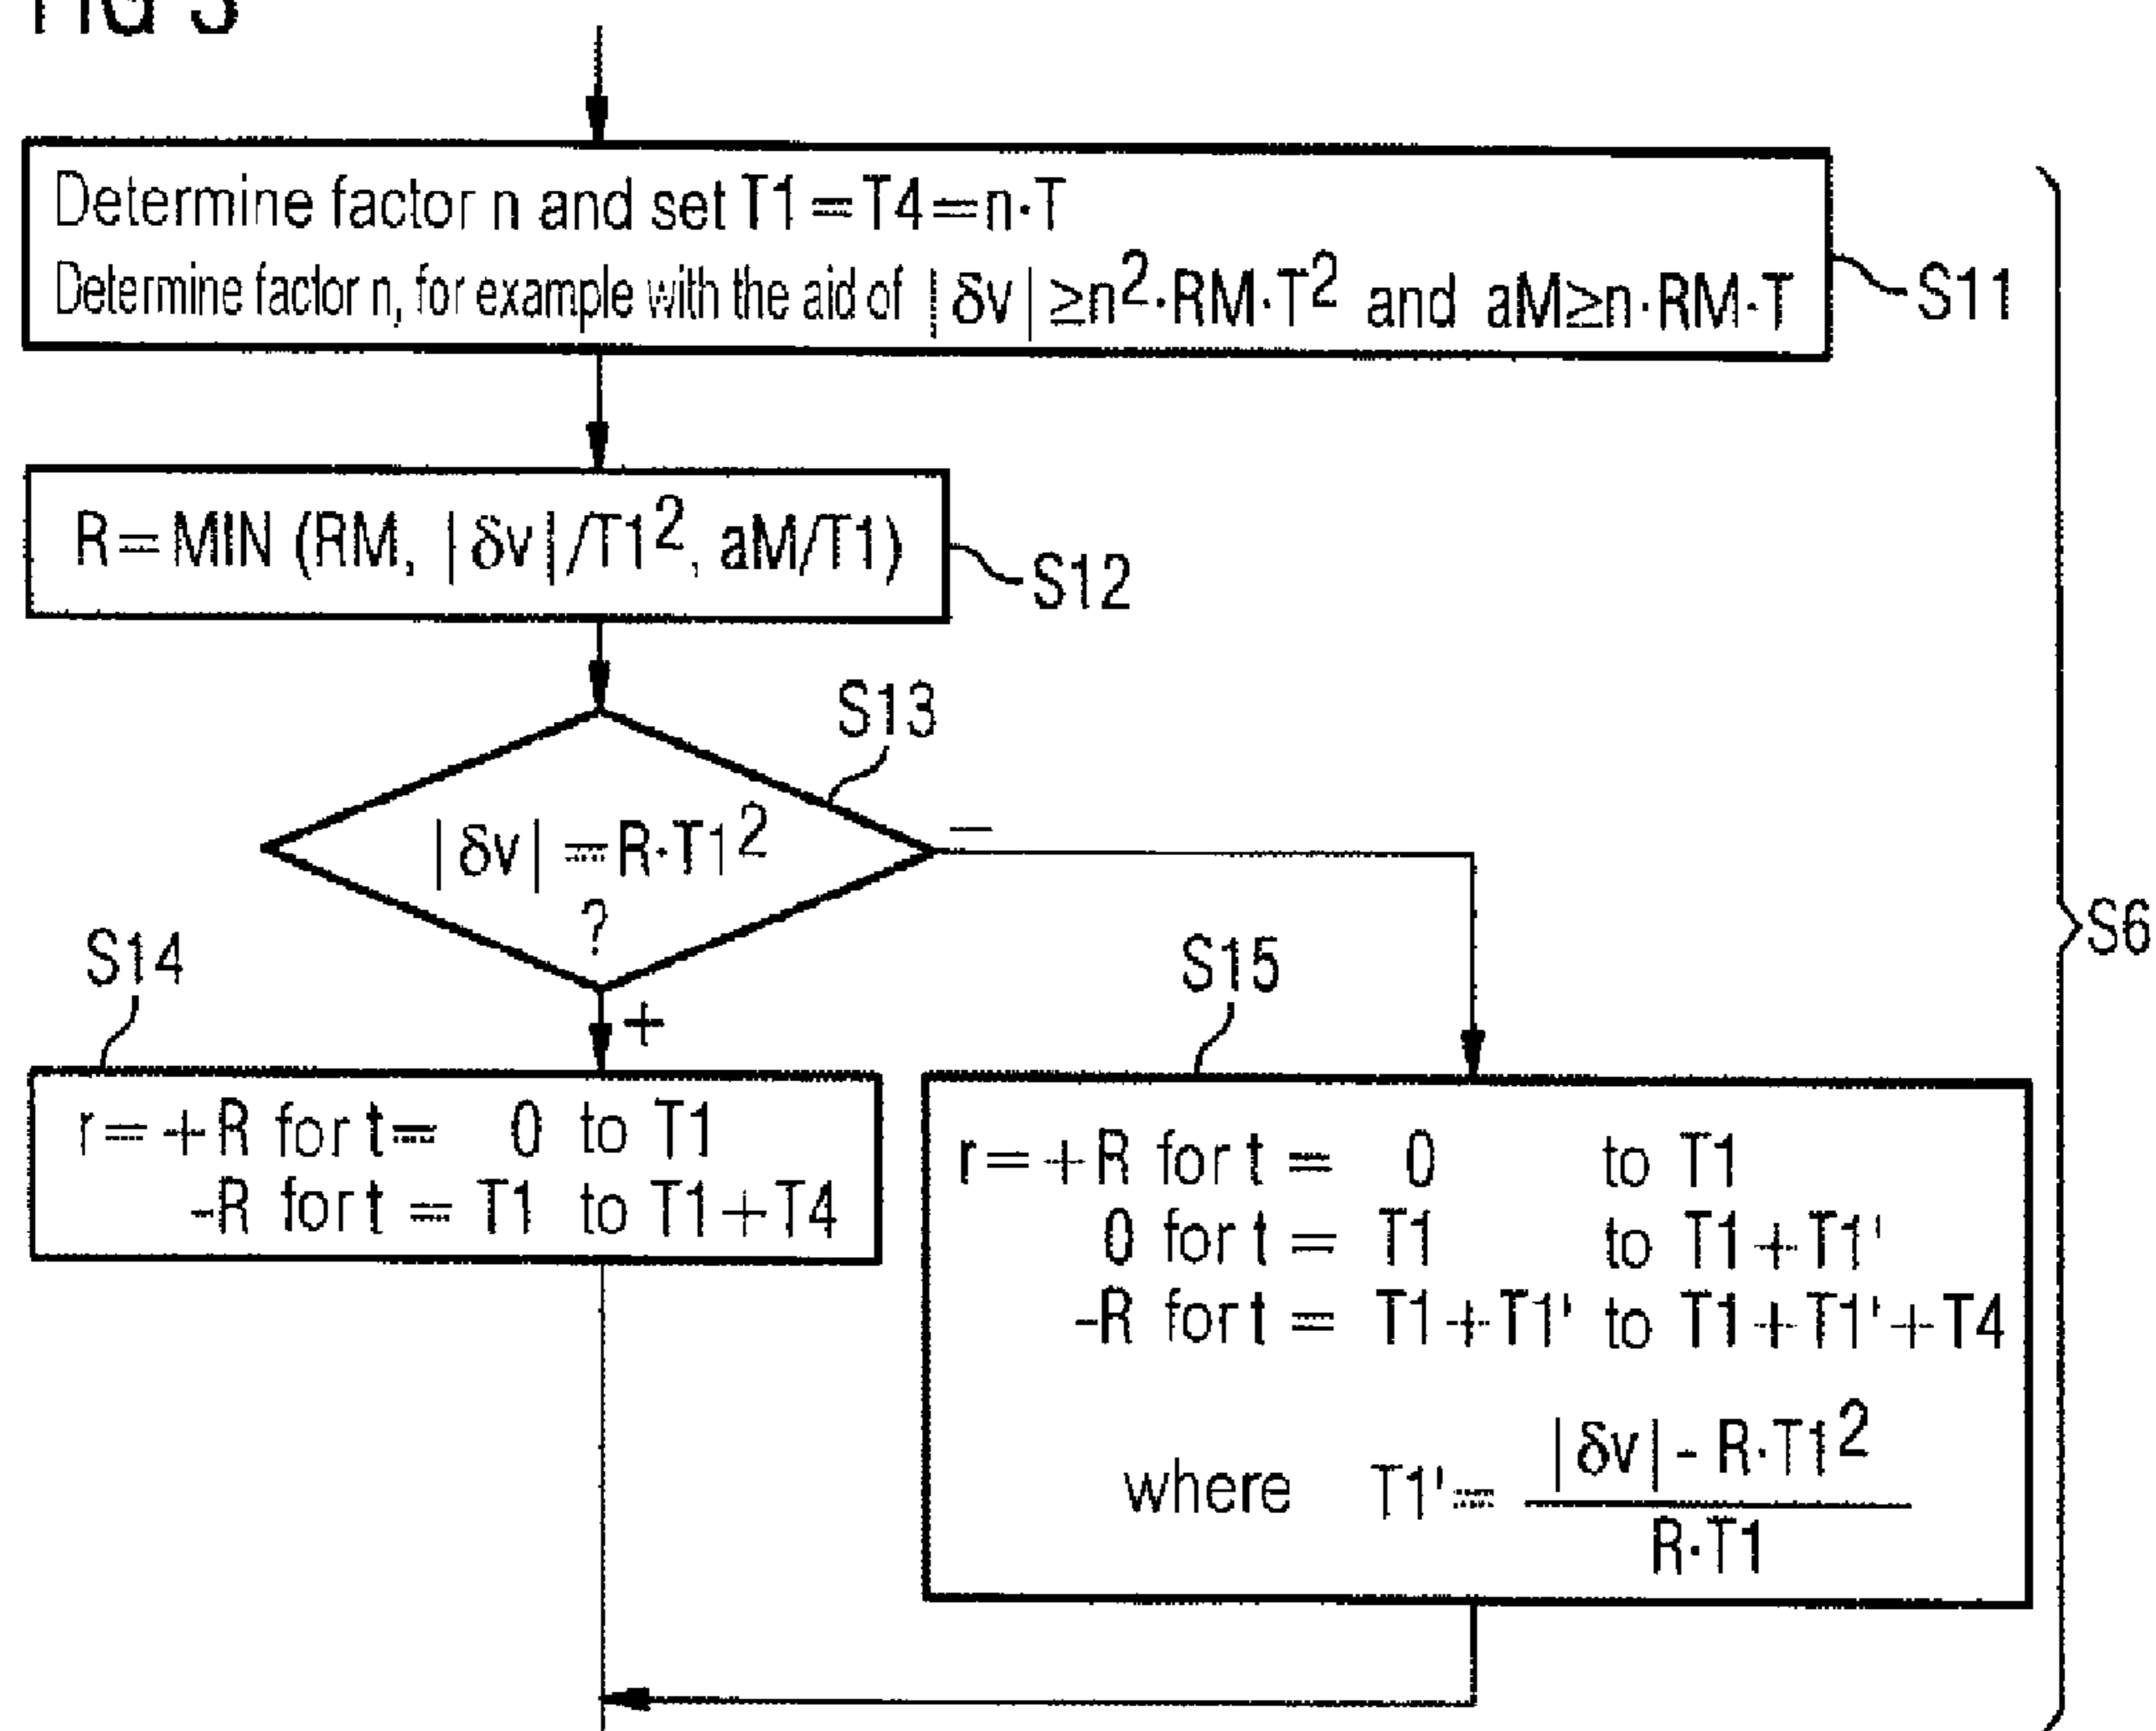 FIG 3
Determine factor n and set T1=T4=n·T
Determine factor n, for example with the aid of |δv| ≥n²·RM·T² and aM≥n·RM·T
S11
R=MIN (RM, |δv|/T1², aM/T1)
S12
S13
|δv|=R·T1²
?
−
+
S6
S14
r=+R for t= 0 to T1
-R for t = T1 to T1+T4
S15
r=+R for t = 0 to T1
0 for t = T1 to T1+T1'
-R for t = T1+T1' to T1+T1'+T4
where T1'= |δv| - R·T1²
R·T1